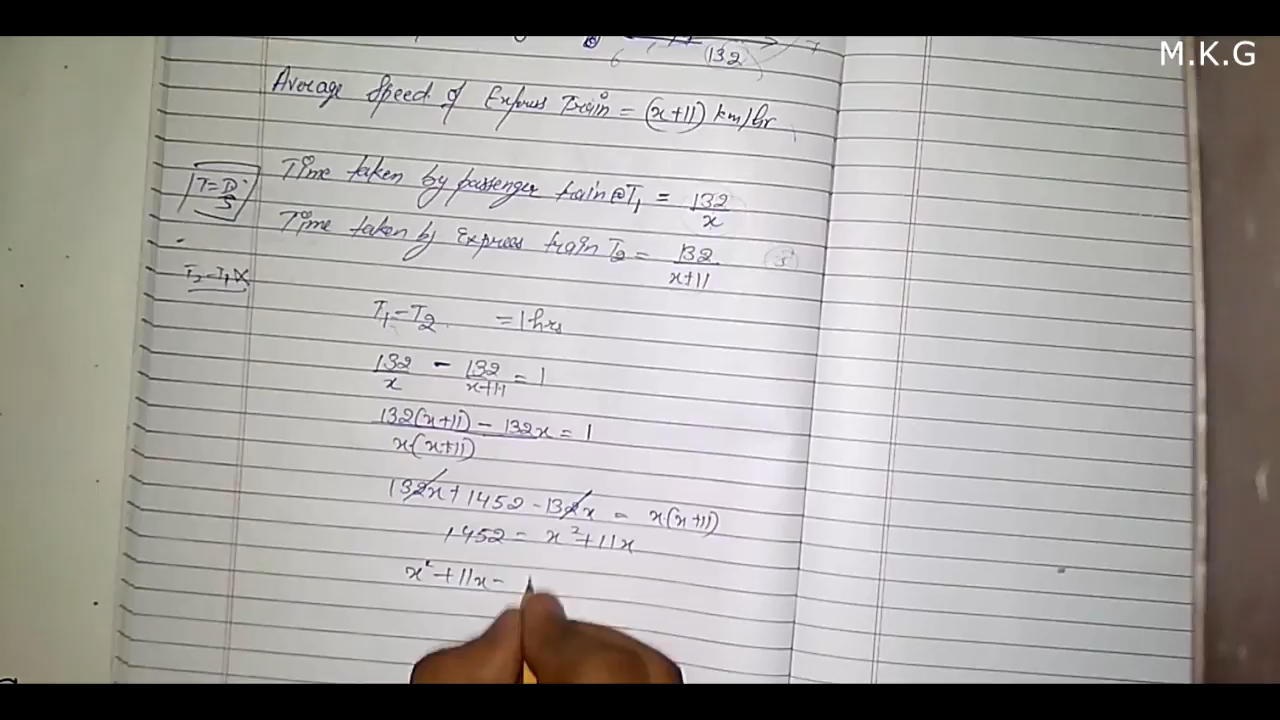 M.K.G
(132)
Average Speed of Express Train = (x+11) km/hr
Time taken by passenger train T₁ = 132/x
T = D/S
Time taken by Express train T₂ = 132/(x+11)
T₂-T₁ X
T₁-T₂ = 1 hrs
132/x - 132/(x+11) = 1
(132(x+11) - 132x)/(x(x+11)) = 1
132x + 1452 - 132x = x(x+11)
1452 = x² + 11x
x² + 11x -